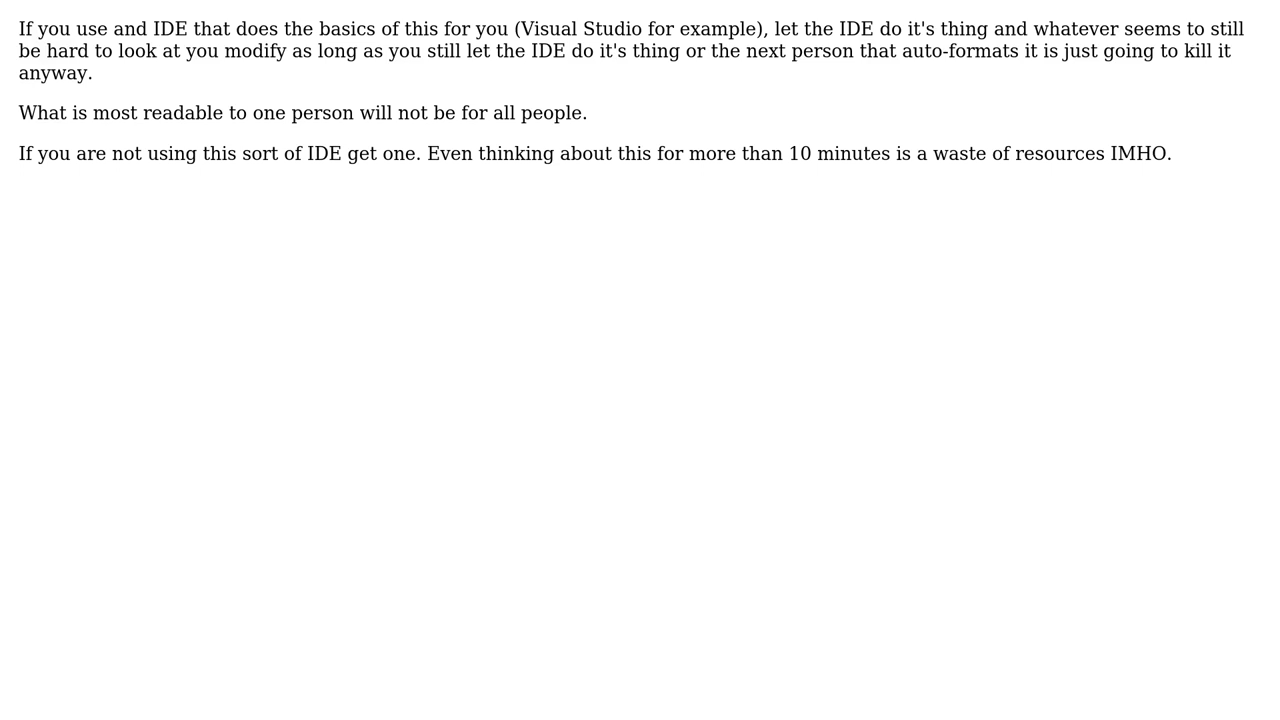 If you use and IDE that does the basics of this for you (Visual Studio for example), let the IDE do it's thing and whatever seems to still
be hard to look at you modify as long as you still let the IDE do it's thing or the next person that auto-formats it is just going to kill it
anyway.
What is most readable to one person will not be for all people.
If you are not using this sort of IDE get one. Even thinking about this for more than 10 minutes is a waste of resources IMHO.